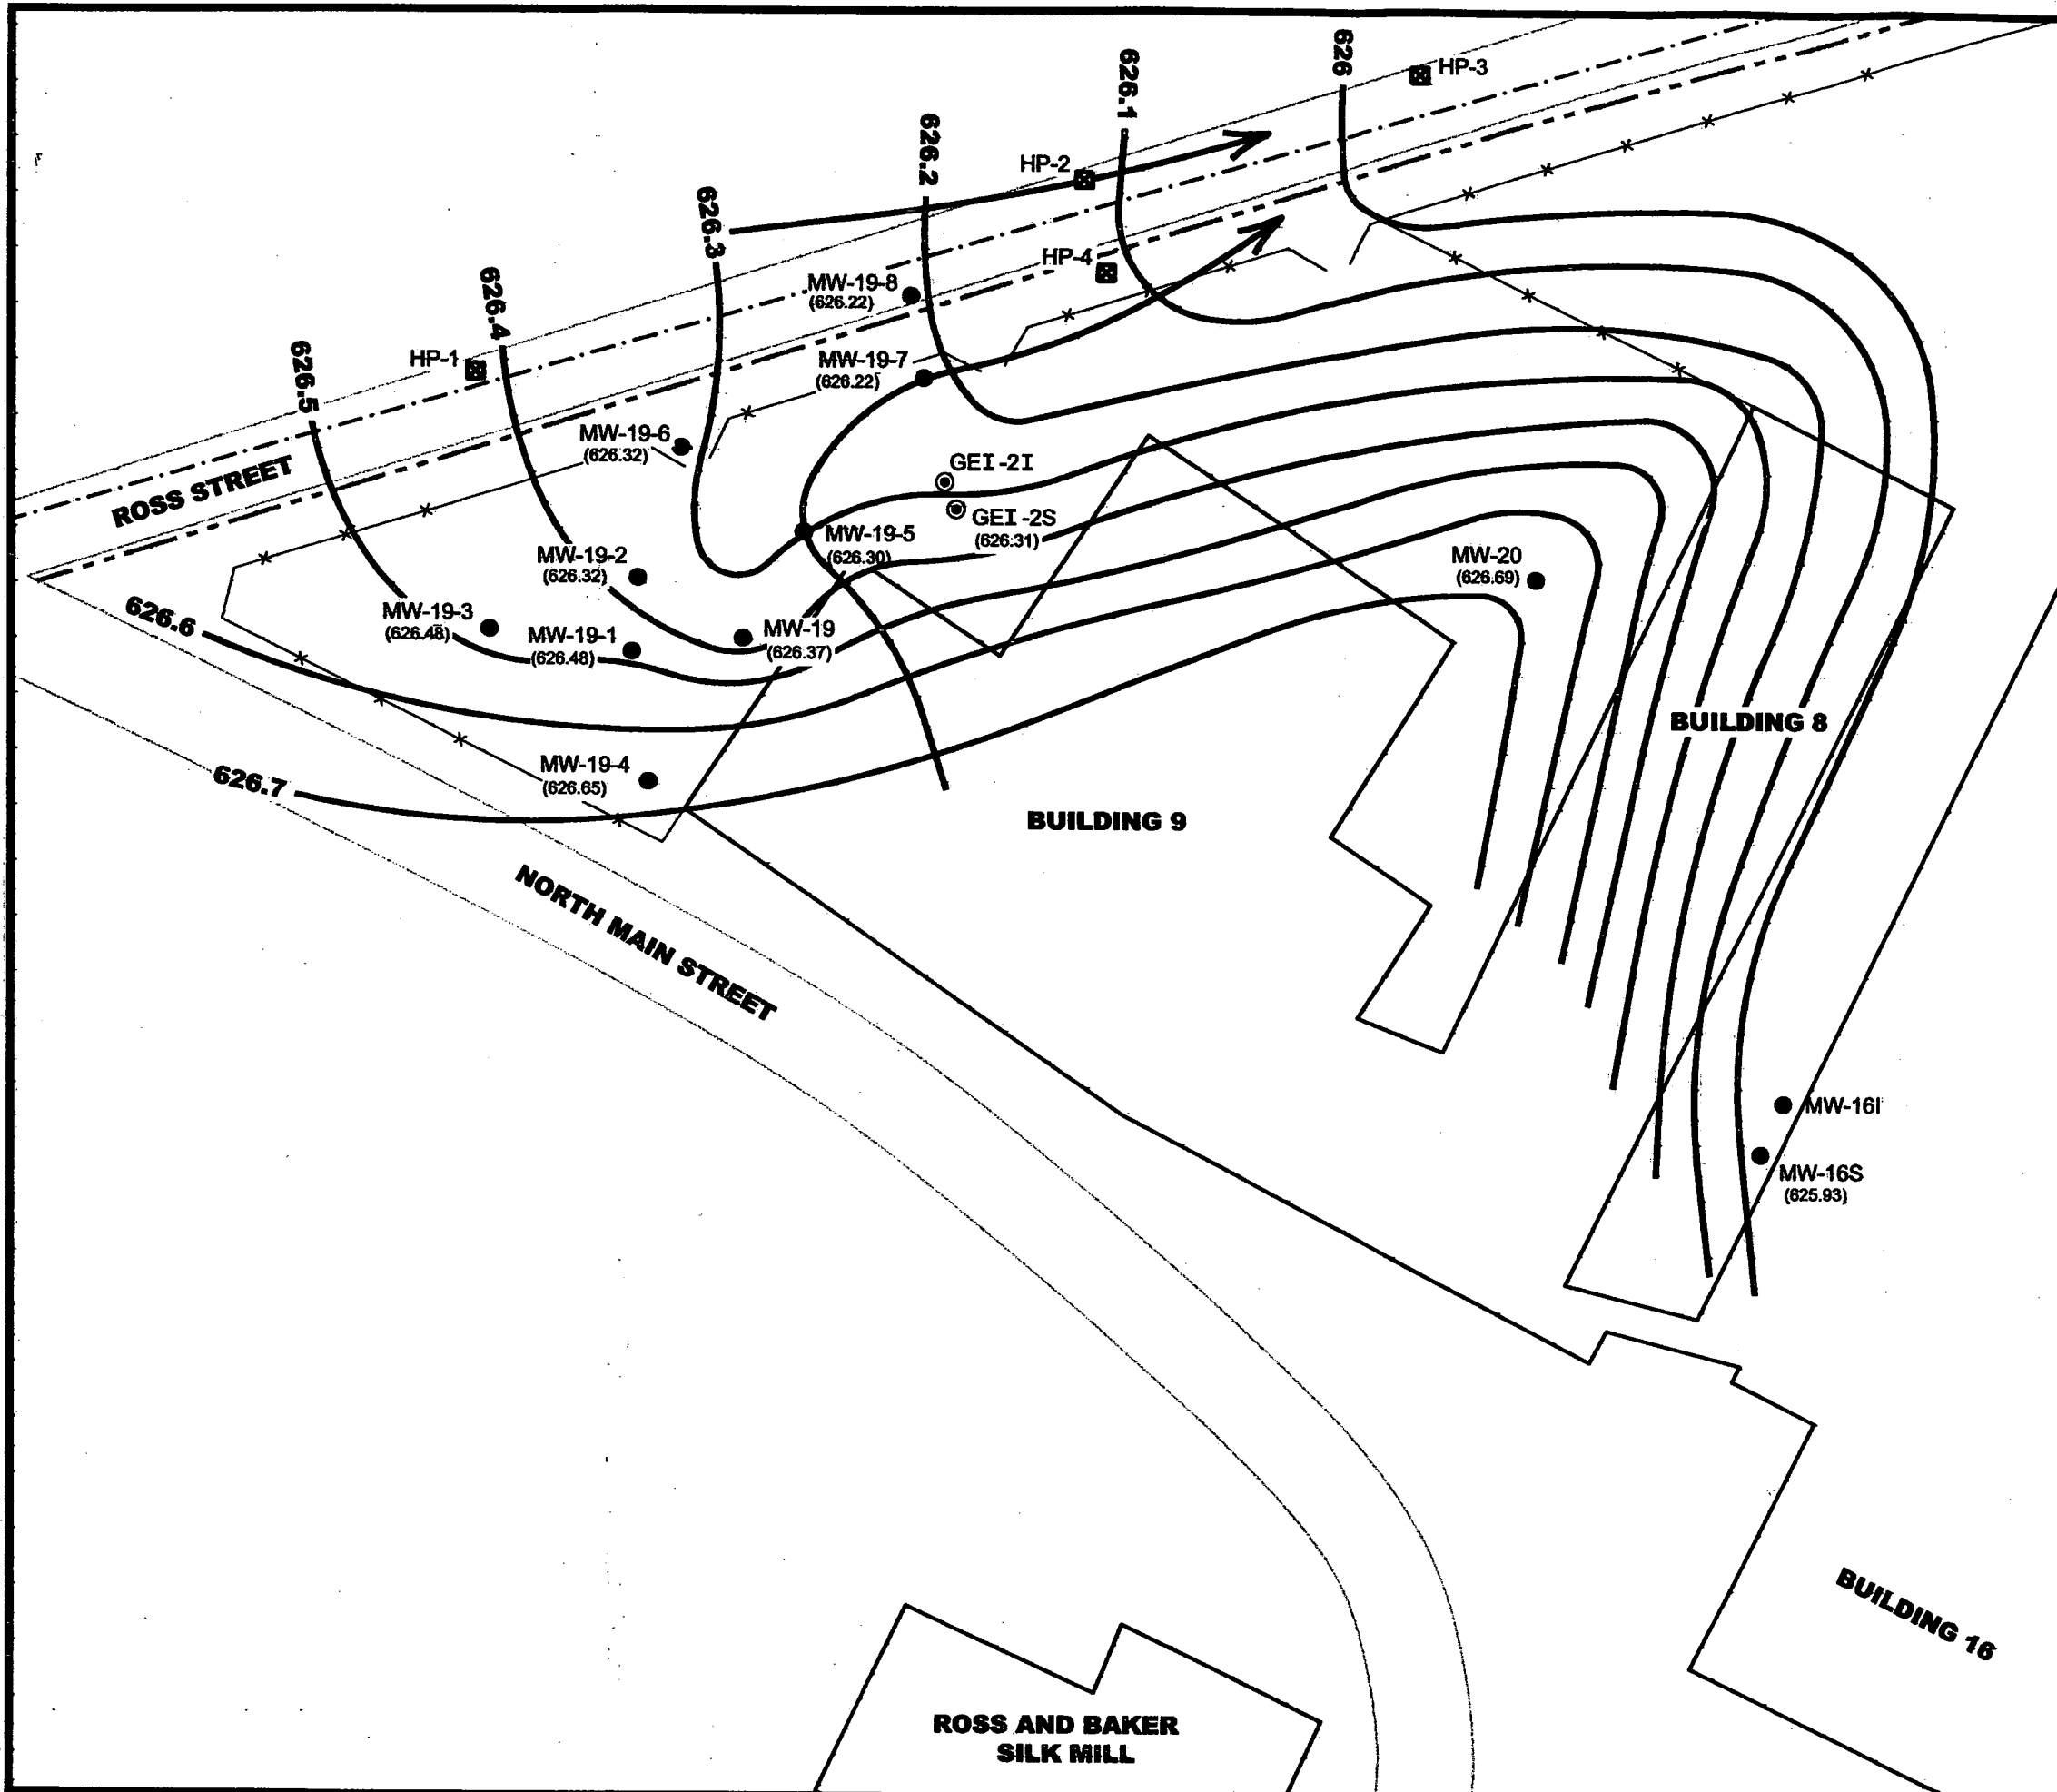 626
HP-3
626.1
626.2
HP-2
626.3
HP-4
626.4
MW-19-8
(626.22)
626.5
HP-1
MW-19-7
(626.22)
MW-19-6
(626.32)
ROSS STREET
GEI-2I
GEI-2S
(626.31)
MW-19-5
(626.30)
MW-19-2
(626.32)
MW-20
(626.69)
626.6
MW-19-3
(626.48)
MW-19-1
(626.48)
MW-19
(626.37)
BUILDING 8
626.7
MW-19-4
(626.65)
BUILDING 9
NORTH MAIN STREET
MW-16I
MW-16S
(625.93)
BUILDING 16
ROSS AND BAKER
SILK MILL